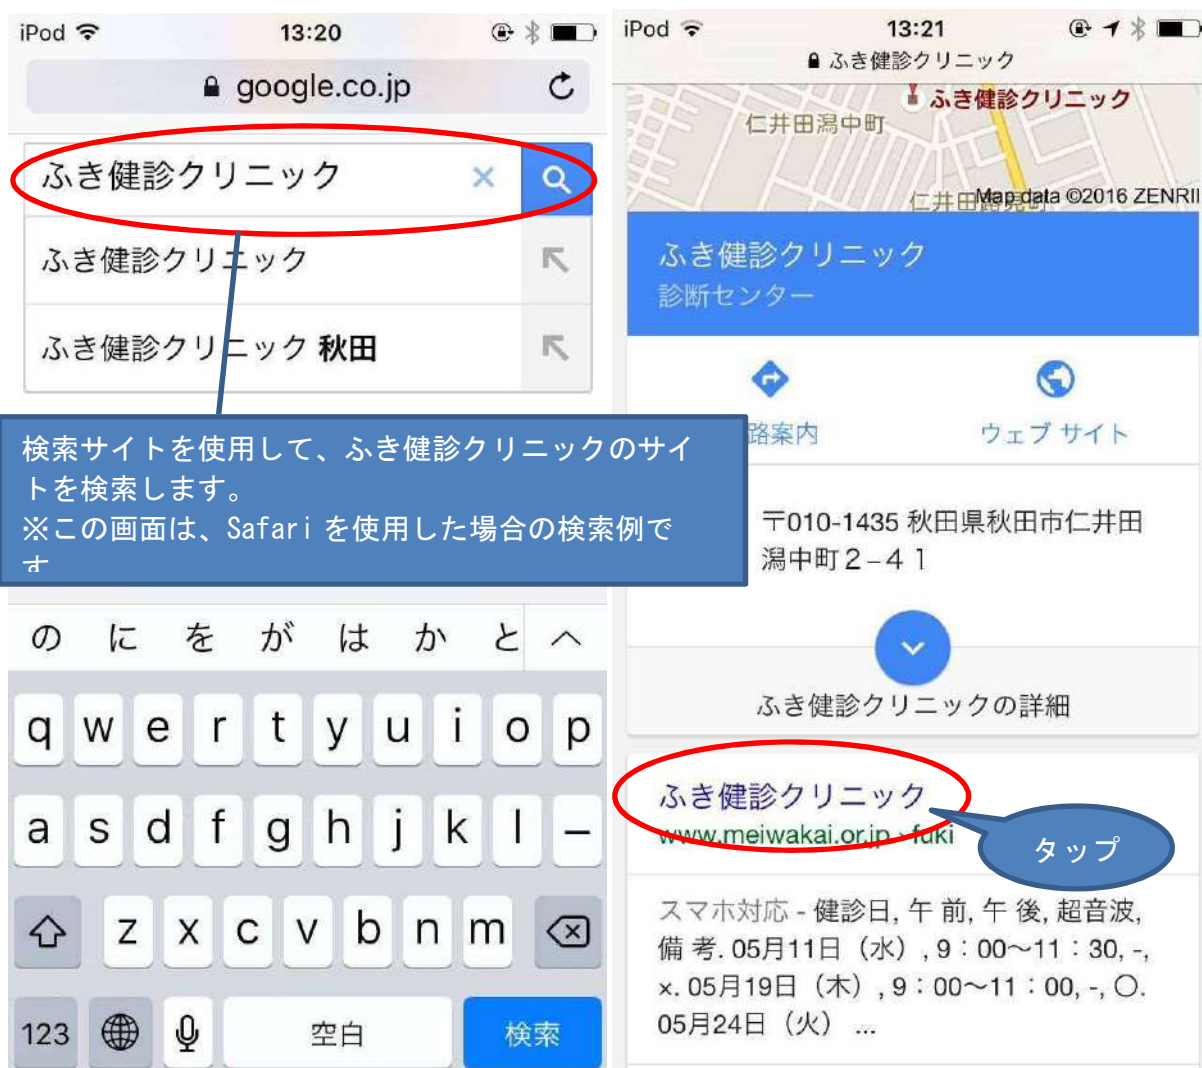 iPod 13:20
google.co.jp
ふき健診クリニック
ふき健診クリニック
ふき健診クリニック 秋田
検索サイトを使用して、ふき健診クリニックのサイ
トを検索します。
※この画面は、Safariを使用した場合の検索例で
す
の に を が は か と
q w e r t y u i o p
a s d f g h j k l ー
z x c v b n m
123 空白 検索
iPod 13:21
ふき健診クリニック
ふき健診クリニック
仁井田潟中町
Map data ©2016 ZENRI
ふき健診クリニック
診断センター
路案内 ウェブ サイト
〒010-1435 秋田県秋田市仁井田
潟中町2−41
ふき健診クリニックの詳細
ふき健診クリニック
www.meiwakai.or.jp › fuki
タップ
スマホ対応 - 健診日, 午 前, 午 後, 超音波,
備 考. 05月11日（水）, 9：00〜11：30, -,
×. 05月19日（木）, 9：00〜11：00, -, 〇.
05月24日（火） ...